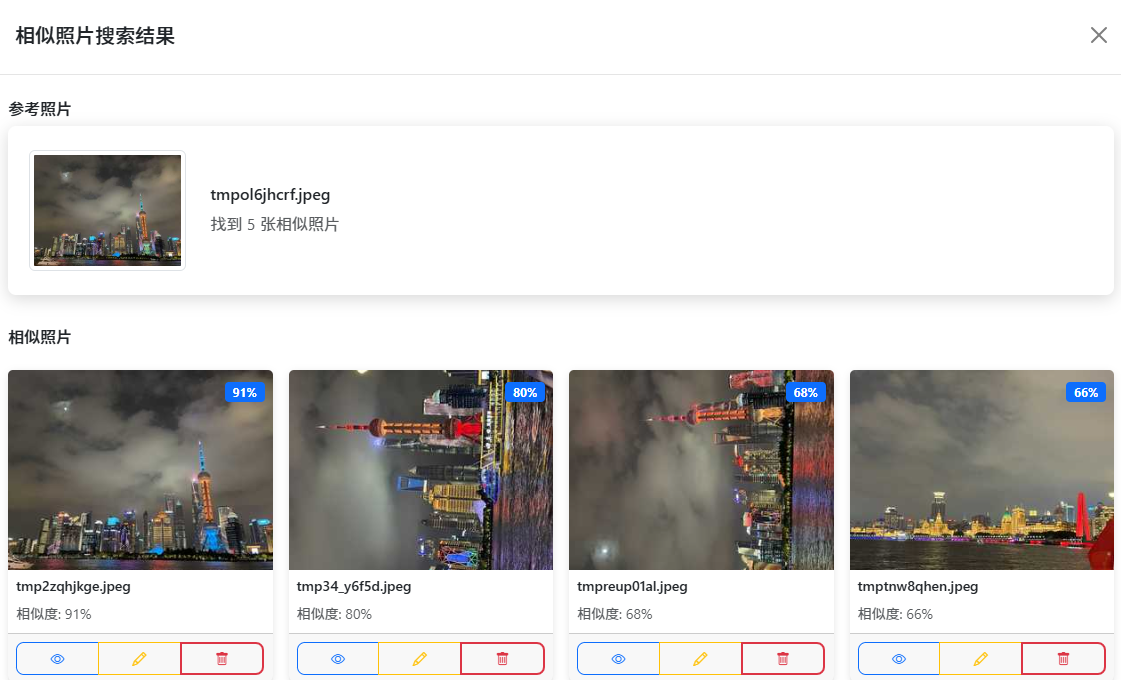 相似照片搜索结果
参考照片
tmpol6jhcrf.jpeg
找到 5 张相似照片
相似照片
91%
80%
68%
66%
tmp2zqhjkge.jpeg
tmp34_y6f5d.jpeg
tmpreup01al.jpeg
tmptnw8qhen.jpeg
相似度: 91%
相似度: 80%
相似度: 68%
相似度: 66%